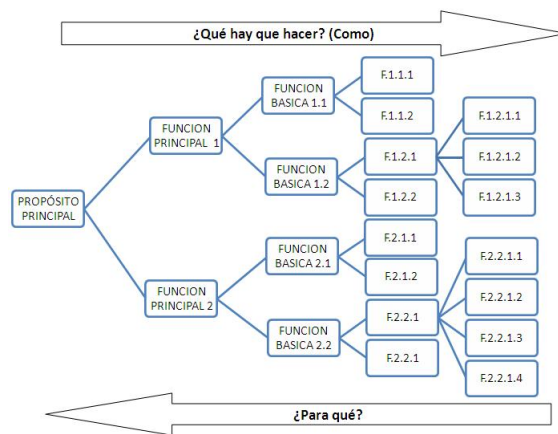 ¿Qué hay que hacer? (Como)
PROPÓSITO
PRINCIPAL
FUNCION
PRINCIPAL 1
FUNCION
BASICA 1.1
F.1.1.1
F.1.1.2
FUNCION
BASICA 1.2
F.1.2.1
F.1.2.1.1
F.1.2.1.2
F.1.2.1.3
F.1.2.2
FUNCION
PRINCIPAL 2
FUNCION
BASICA 2.1
F.2.1.1
F.2.1.2
FUNCION
BASICA 2.2
F.2.2.1
F.2.2.1.1
F.2.2.1.2
F.2.2.1.3
F.2.2.1.4
F.2.2.1
¿Para qué?